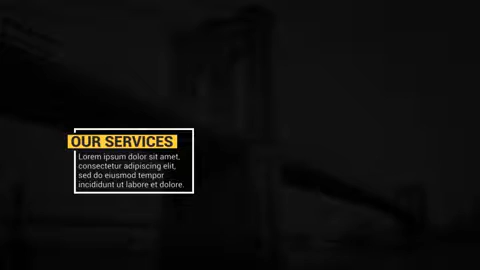 OUR SERVICES
Lorem ipsum dolor sit amet,
consectetur adipiscing elit,
sed do eiusmod tempor
incididunt ut labore et dolore.